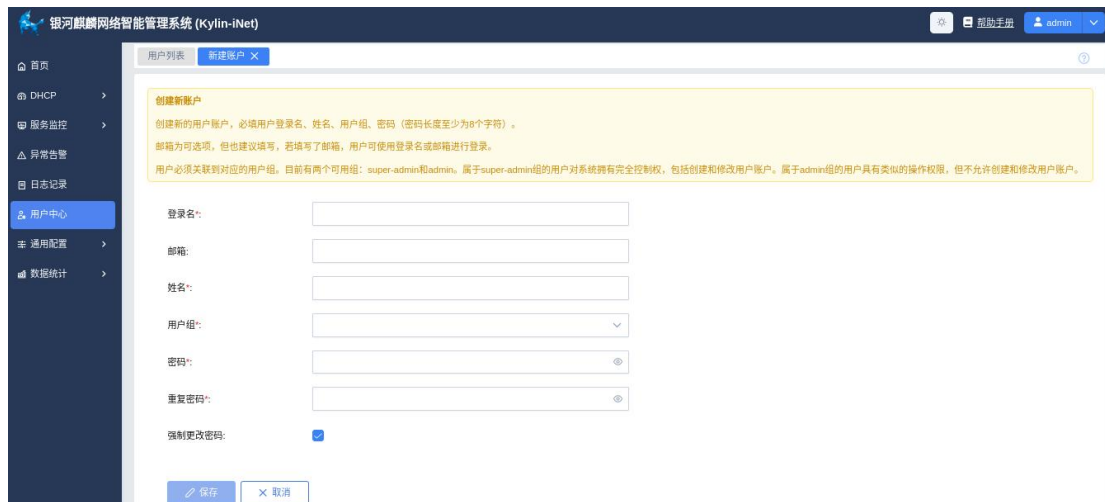 银河麒麟网络智能管理系统 (Kylin-iNet)
帮助手册
admin
首页
DHCP
服务监控
异常告警
日志记录
用户中心
通用配置
数据统计
用户列表
新建账户
创建新账户
创建新的用户账户，必填用户登录名、姓名、用户组、密码（密码长度至少为8个字符）。
邮箱为可选项，但也建议填写，若填写了邮箱，用户可使用登录名或邮箱进行登录。
用户必须关联到对应的用户组。目前有两个可用组：super-admin和admin。属于super-admin组的用户对系统拥有完全控制权，包括创建和修改用户账户。属于admin组的用户具有类似的操作权限，但不允许创建和修改用户账户。
登录名*:
邮箱:
姓名*:
用户组*:
密码*:
重复密码*:
强制更改密码:
保存
取消